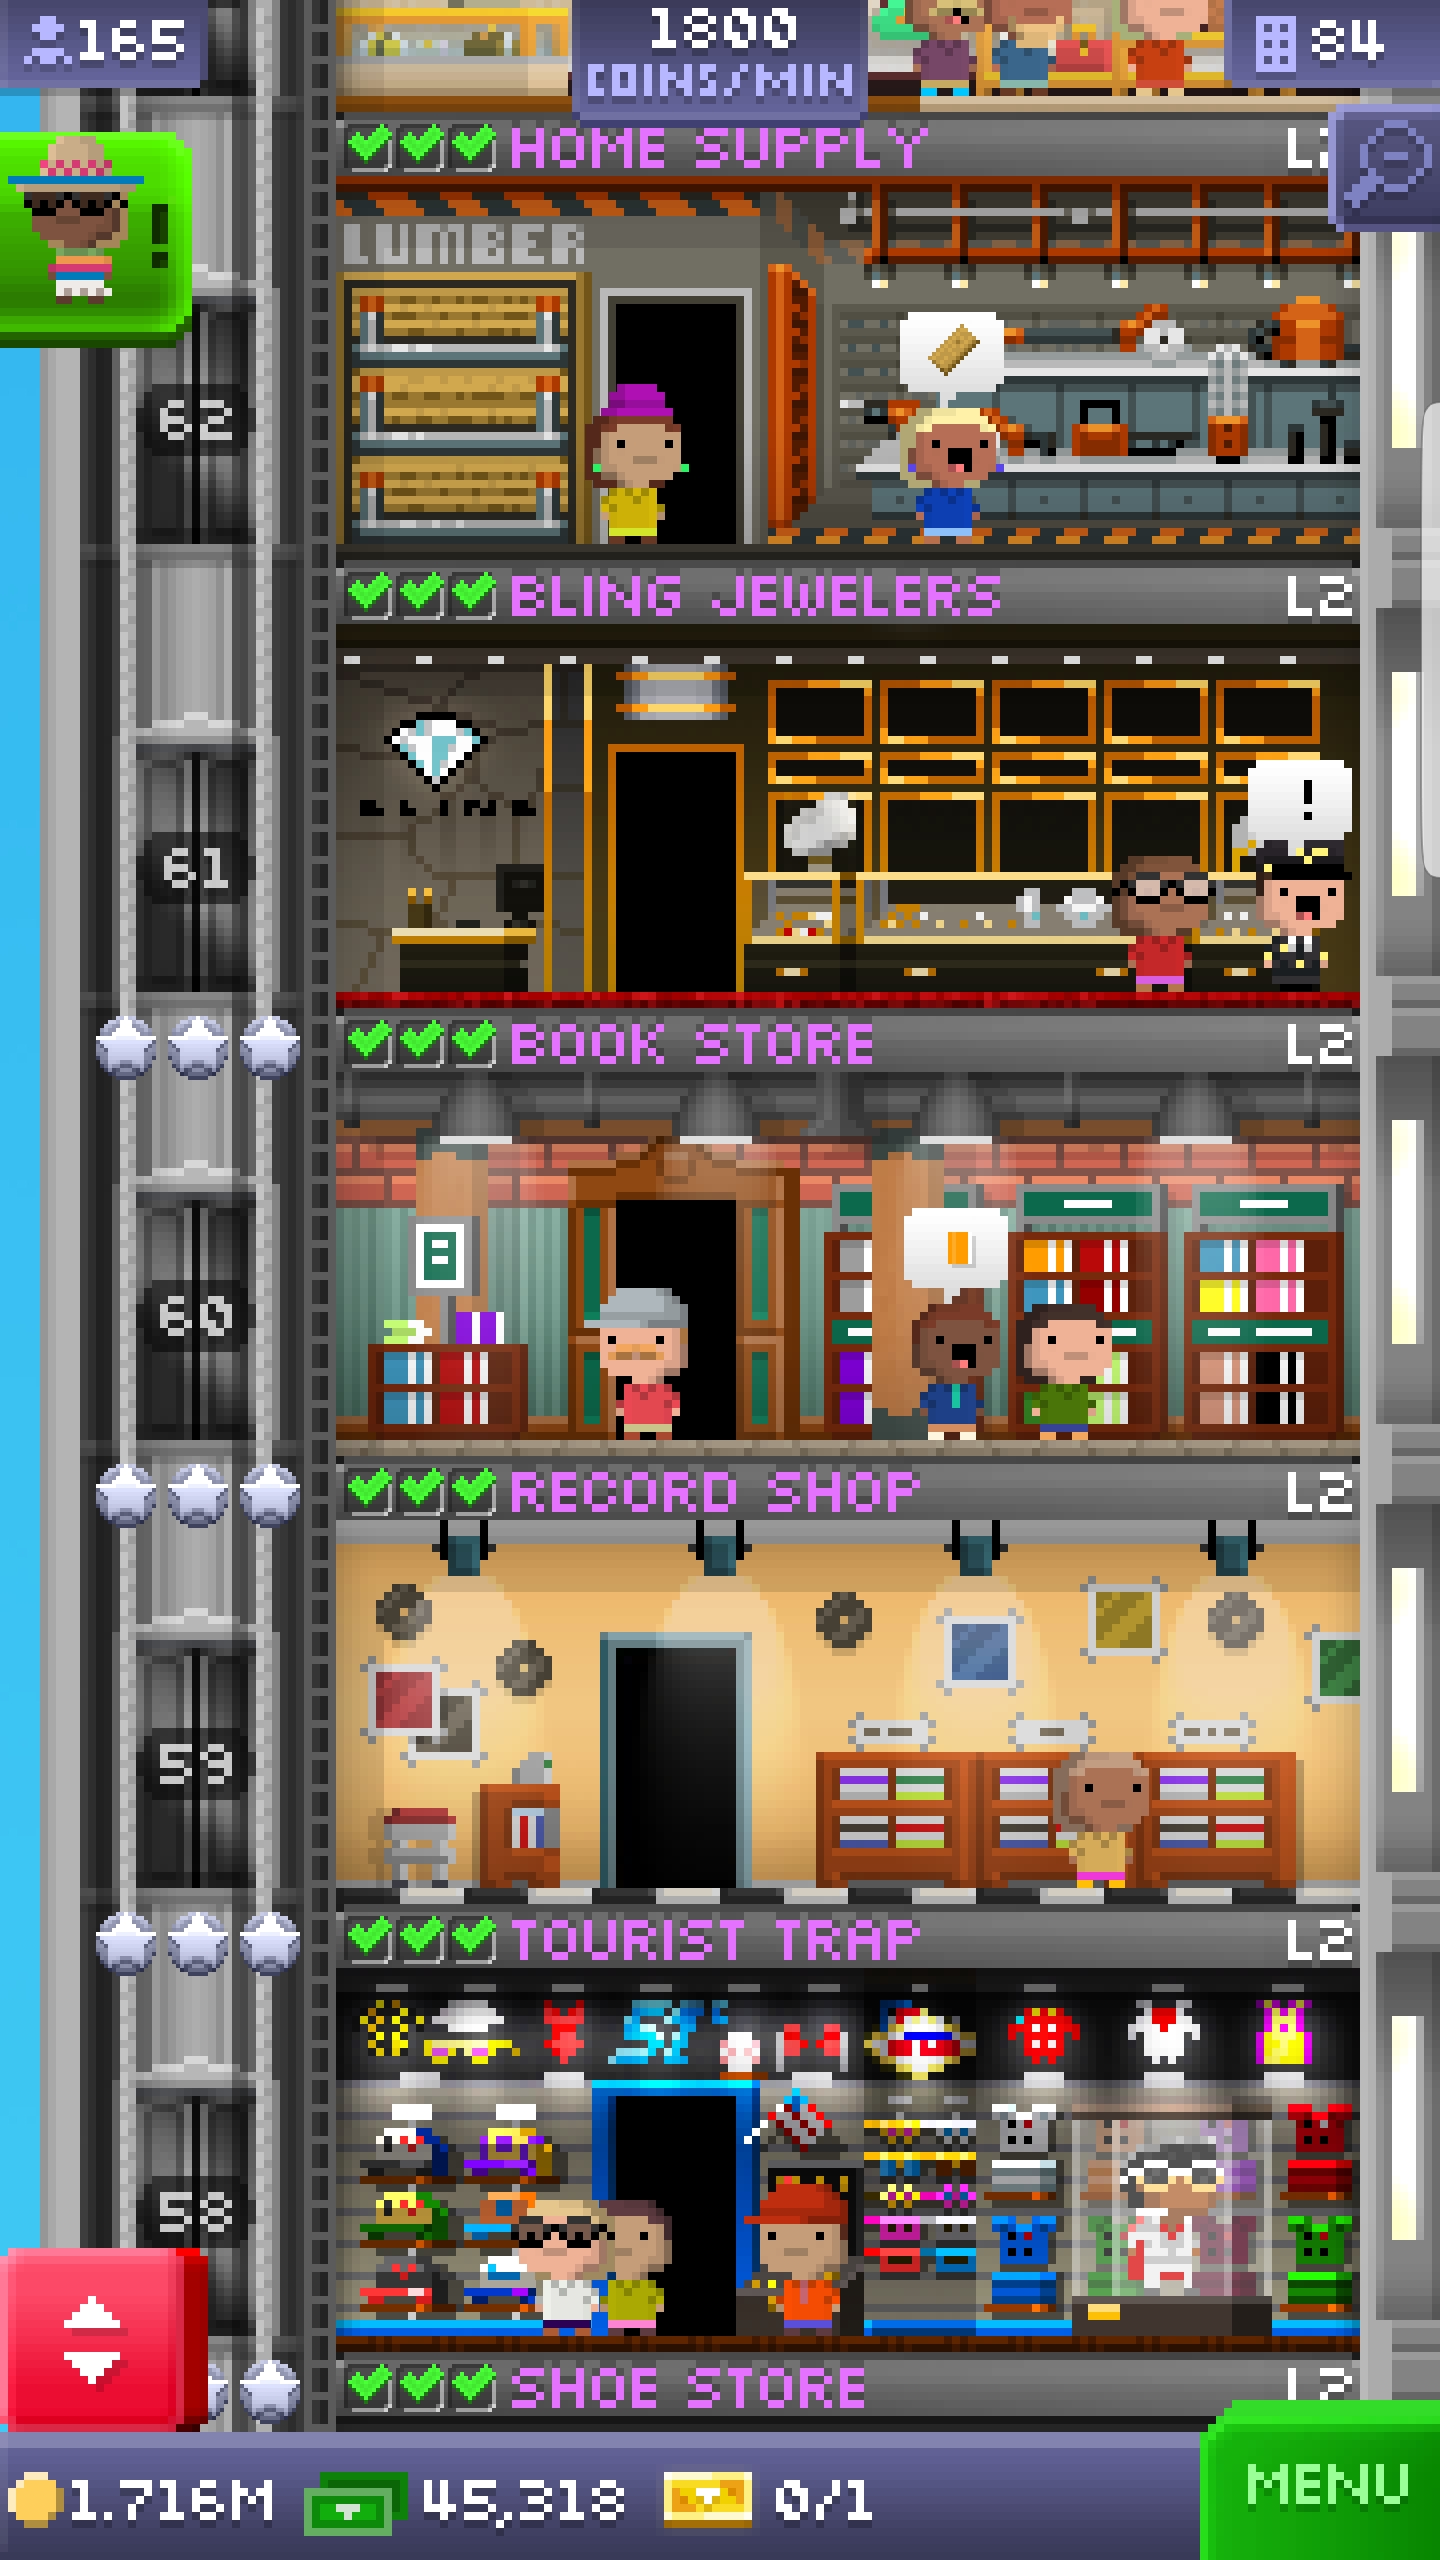 165
1800
COINS/MIN
84
HOME SUPPLY
LUMBER
62
!
BLING JEWELERS L2
BLING
!
61
BOOK STORE L2
60
RECORD SHOP L2
59
TOURIST TRAP L2
58
SHOE STORE L2
1.716M 45,318 0/1
MENU